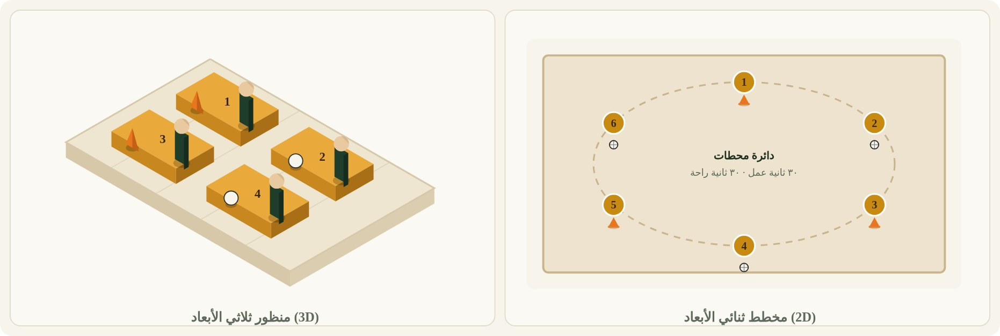 1
3
2
4
منظور ثلاثي الأبعاد (3D)
1
6
2
دائرة محطات
٣٠ ثانية عمل · ٣٠ ثانية راحة
5
3
4
مخطط ثنائي الأبعاد (2D)